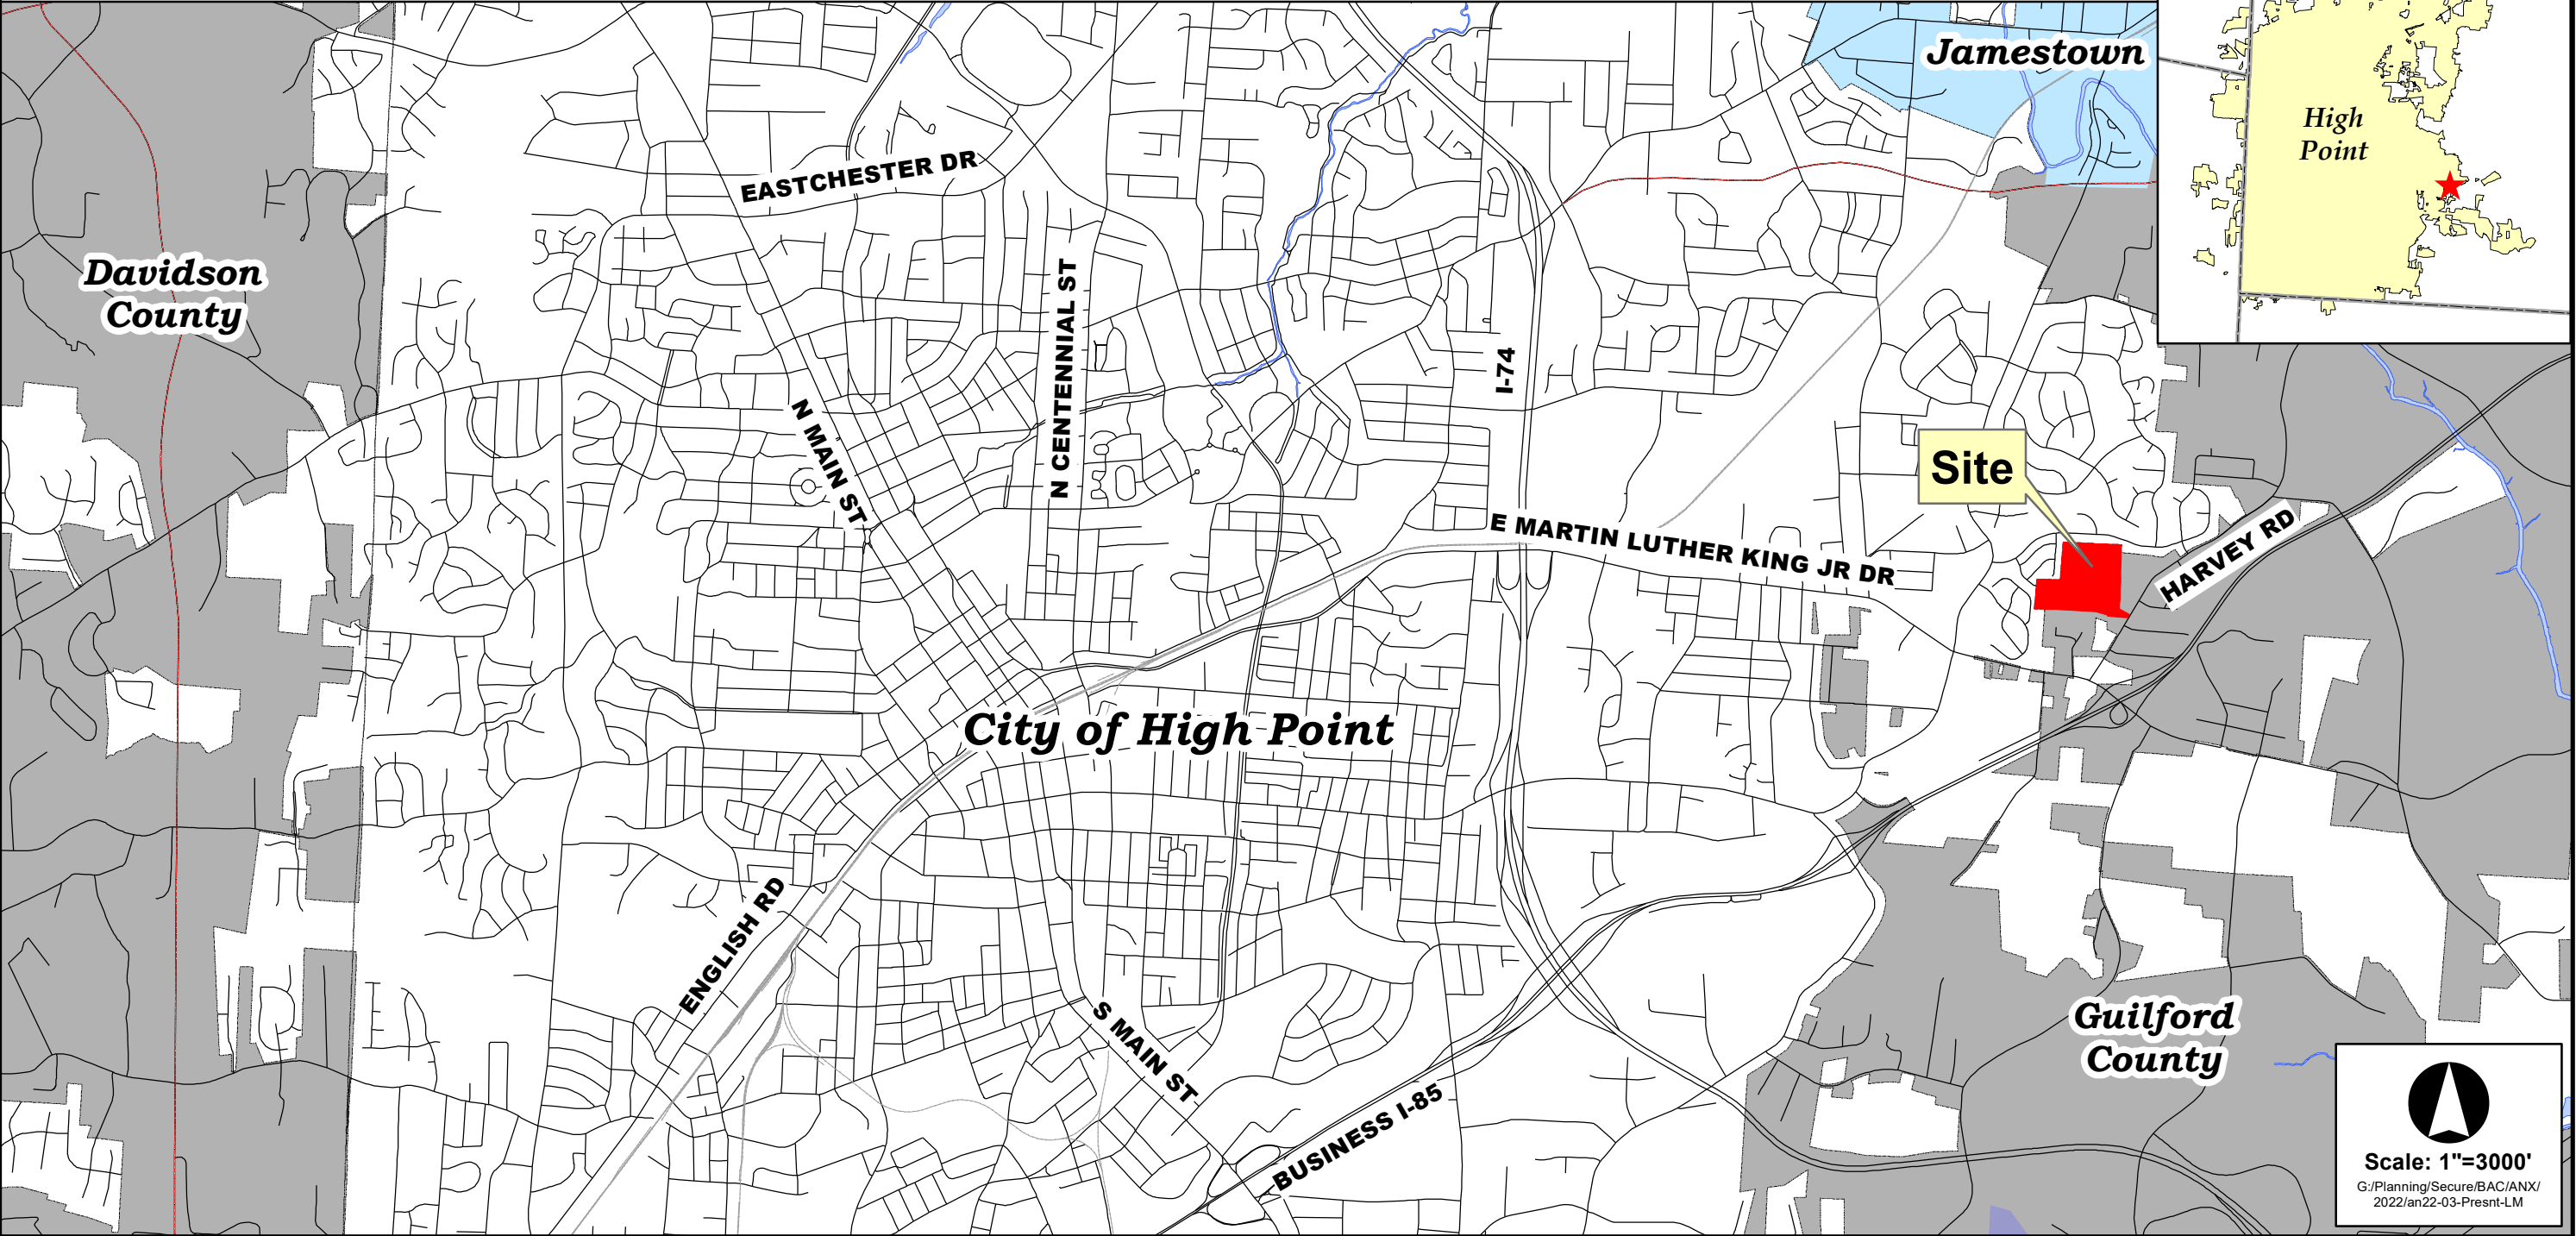 Jamestown
High
Point
EASTCHESTER DR
Davidson
County
N CENTENNIAL ST
I-74
N MAIN ST
Site
E MARTIN LUTHER KING JR DR
HARVEY RD
City of High Point
ENGLISH RD
S MAIN ST
BUSINESS I-85
Guilford
County
Scale: 1"=3000'
G:/Planning/Secure/BAC/ANX/
2022/an22-03-Presnt-LM